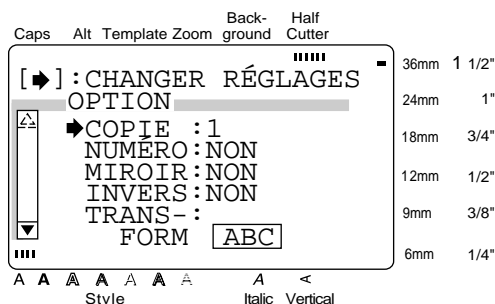 Caps Alt Template Zoom Back-ground Half Cutter
[➡]:CHANGER RÉGLAGES
OPTION
➡COPIE :1
NUMÉRO:NON
MIROIR:NON
INVERS:NON
TRANS-:
FORM ABC
36mm 1 1/2"
24mm 1"
18mm 3/4"
12mm 1/2"
9mm 3/8"
6mm 1/4"
A A A A A A A A A
Style Italic Vertical